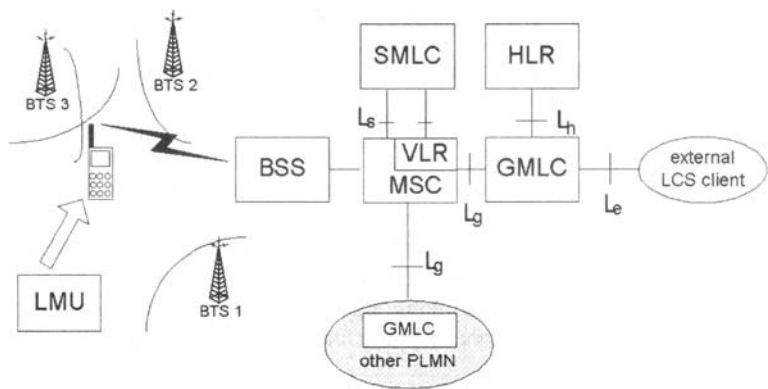 BTS 3
BTS 2
SMLC
HLR
Ls
Lh
BSS
VLR
MSC
GMLC
external
LCS client
Lg
Le
LMU
BTS 1
Lg
GMLC
other PLMN